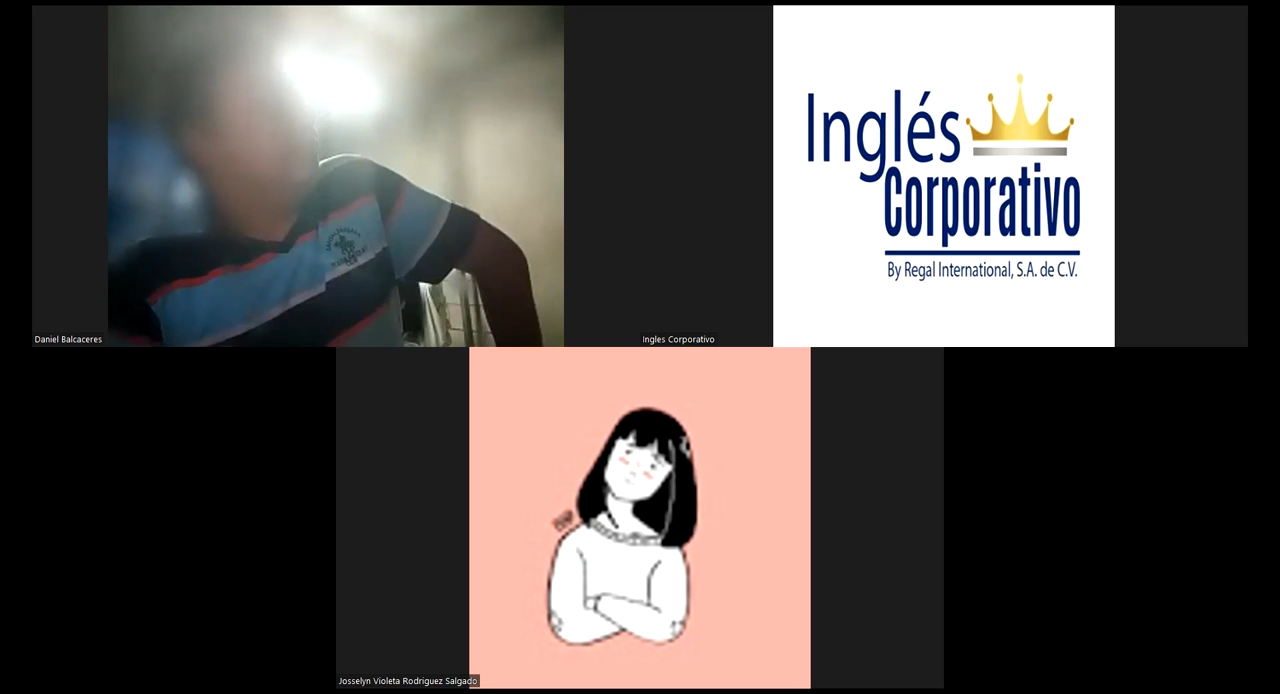 Inglés
Corporativo
By Regal International, S.A. de C.V.
Daniel Balcaceres
Ingles Corporativo
Josselyn Violeta Rodriguez Salgado